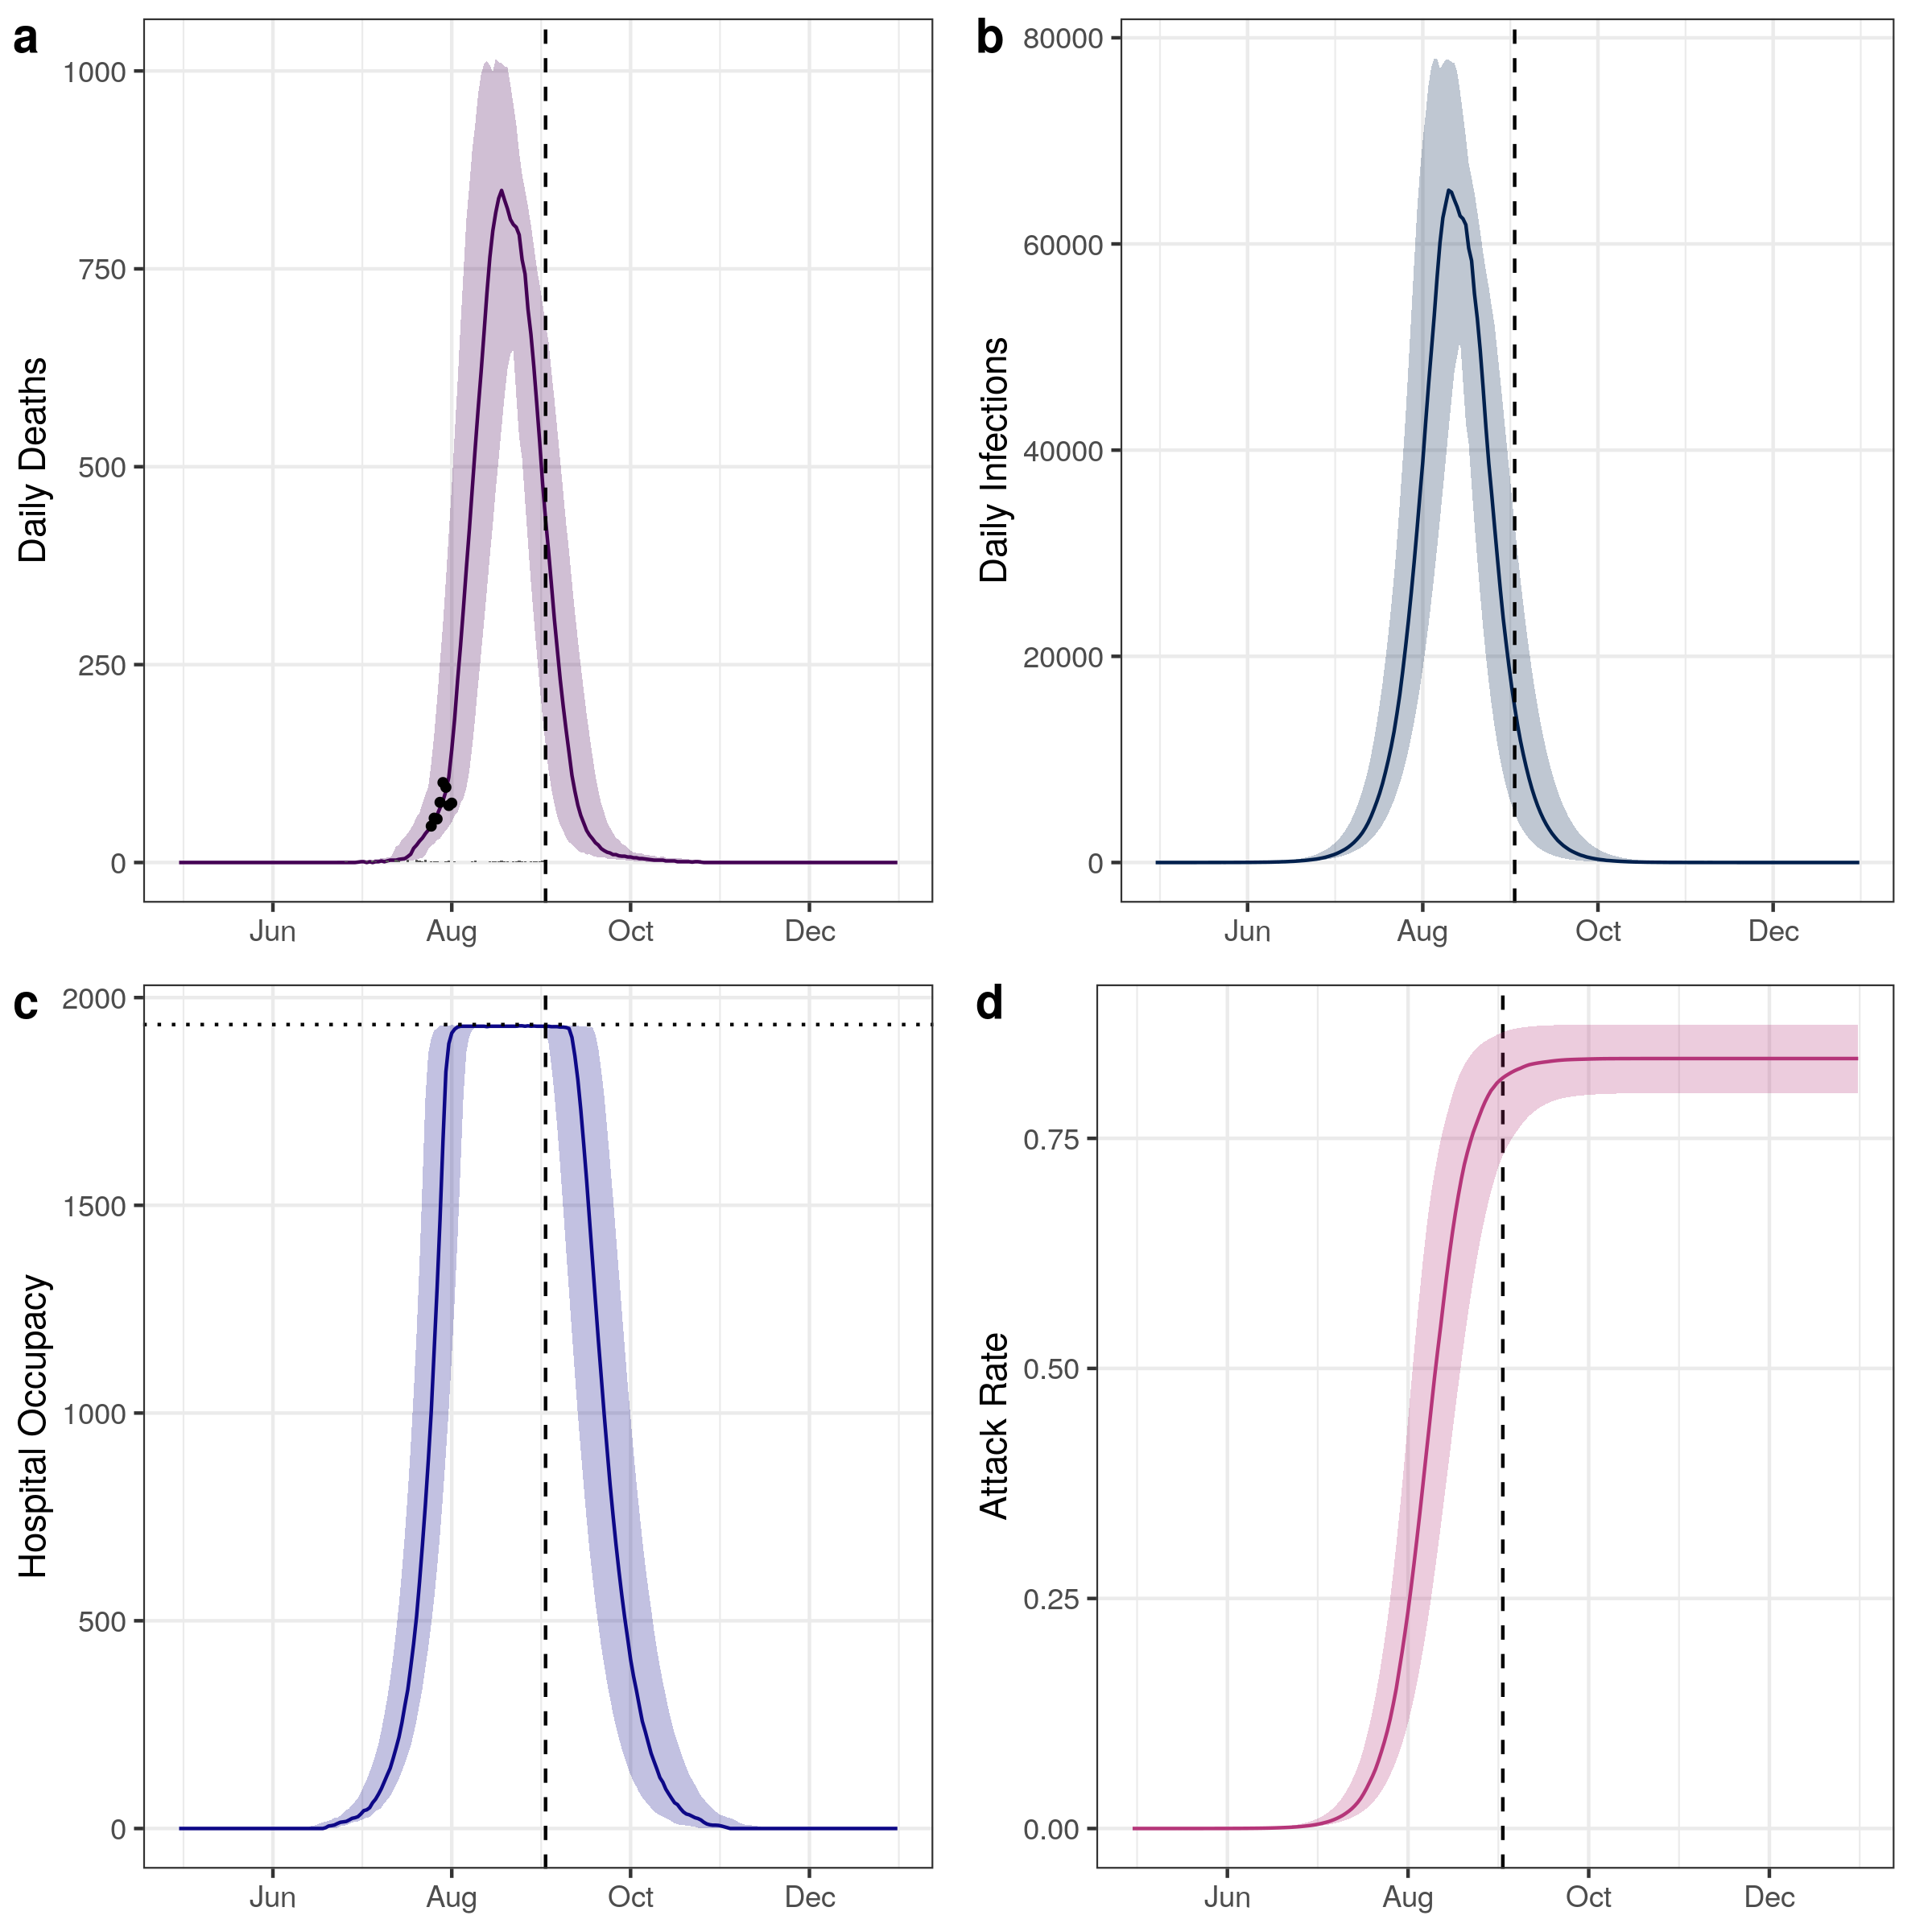 a
1000
750
500
250
0
Daily Deaths
Jun Aug Oct Dec
b
80000
60000
40000
20000
0
Daily Infections
Jun Aug Oct Dec
c
2000
1500
1000
500
0
Hospital Occupacy
Jun Aug Oct Dec
d
0.75
0.50
0.25
0.00
Attack Rate
Jun Aug Oct Dec